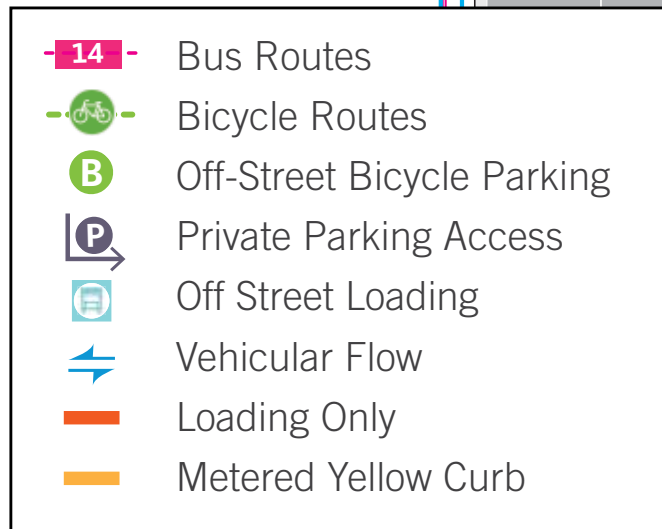 14 Bus Routes
Bicycle Routes
B Off-Street Bicycle Parking
P Private Parking Access
Off Street Loading
Vehicular Flow
Loading Only
Metered Yellow Curb